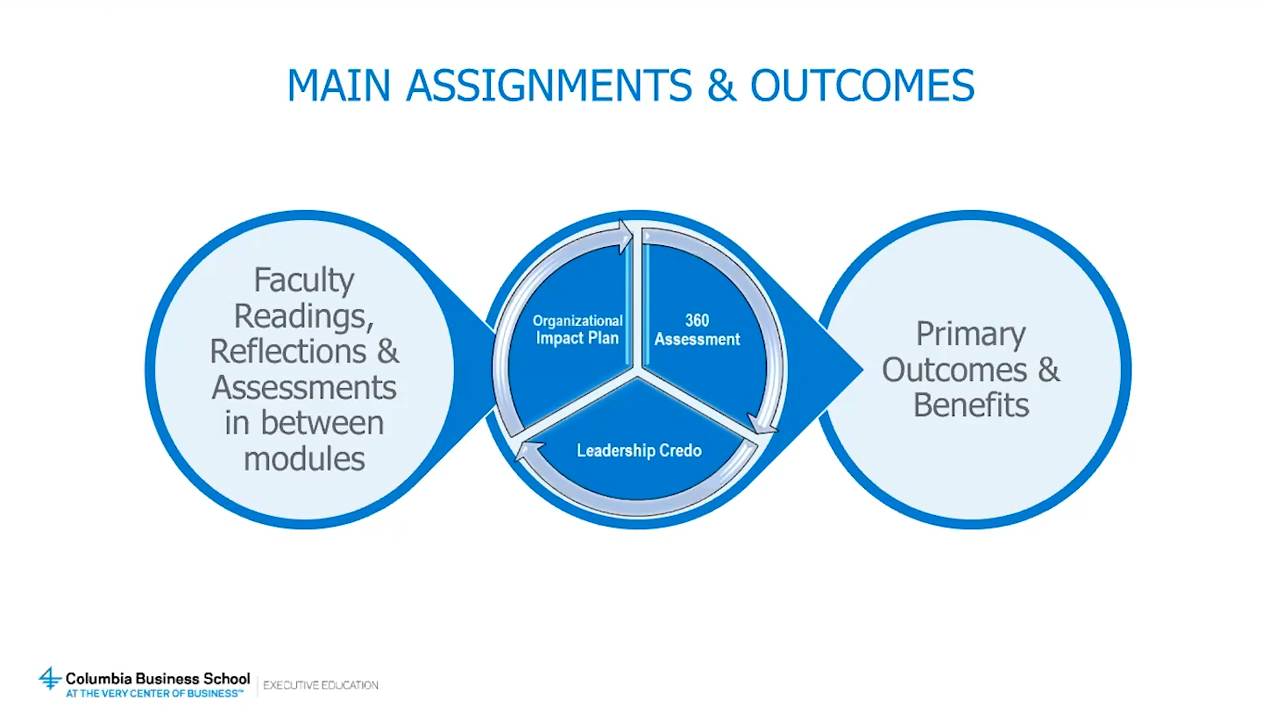 MAIN ASSIGNMENTS & OUTCOMES
Faculty
Readings,
Reflections &
Assessments
in between
modules
Organizational
Impact Plan
360
Assessment
Leadership Credo
Primary
Outcomes &
Benefits
Columbia Business School
AT THE VERY CENTER OF BUSINESS™
EXECUTIVE EDUCATION